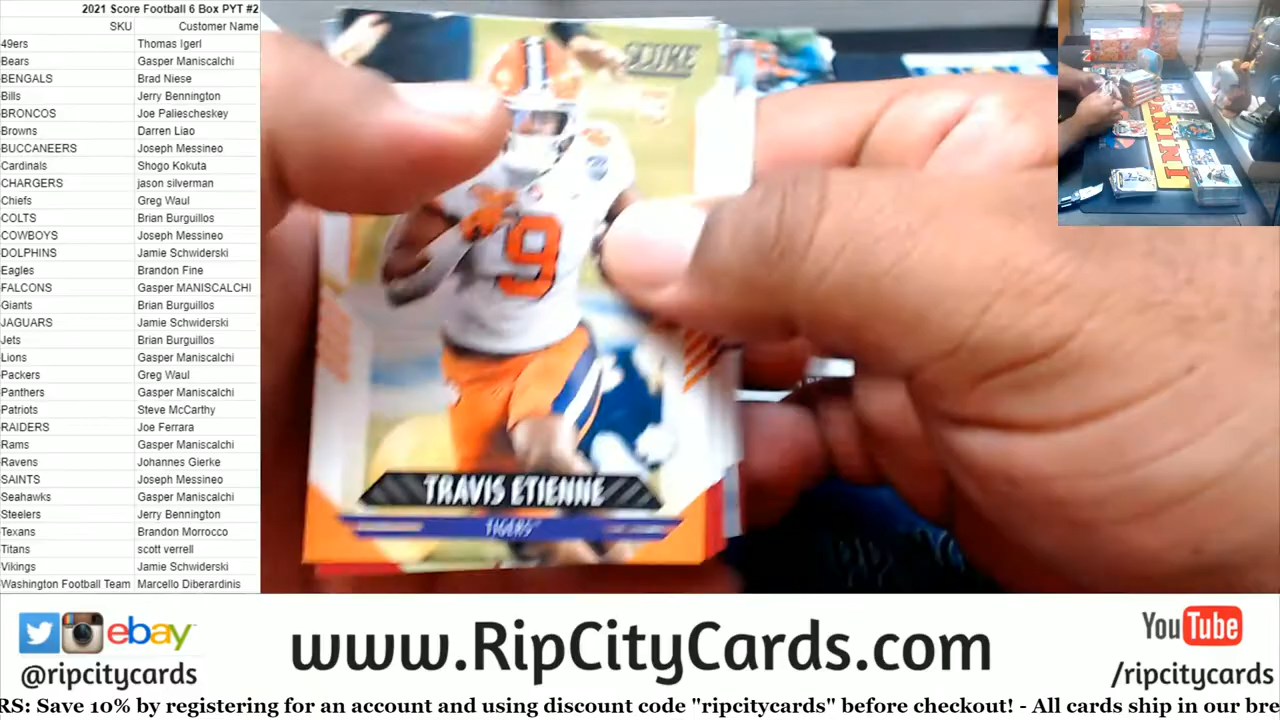 2021 Score Football 6 Box PYT #2
SKU Customer Name
49ers Thomas Igerl
Bears Gasper Maniscalchi
BENGALS Brad Niese
Bills Jerry Bennington
BRONCOS Joe Paliescheskey
Browns Darren Liao
BUCCANEERS Joseph Messineo
Cardinals Shogo Kokuta
CHARGERS jason silverman
Chiefs Greg Waul
COLTS Brian Burguillos
COWBOYS Joseph Messineo
DOLPHINS Jamie Schwiderski
Eagles Brandon Fine
FALCONS Gasper MANISCALCHI
Giants Brian Burguillos
JAGUARS Jamie Schwiderski
Jets Brian Burguillos
Lions Gasper Maniscalchi
Packers Greg Waul
Panthers Gasper Maniscalchi
Patriots Steve McCarthy
RAIDERS Joe Ferrara
Rams Gasper Maniscalchi
Ravens Johannes Gierke
SAINTS Joseph Messineo
Seahawks Gasper Maniscalchi
Steelers Jerry Bennington
Texans Brandon Morrocco
Titans scott verrell
Vikings Jamie Schwiderski
Washington Football Team Marcello Diberardinis
SCORE
9
TRAVIS ETIENNE
TIGERS
PANINI
ebay
@ripcitycards
www.RipCityCards.com
YouTube
/ripcitycards
RS: Save 10% by registering for an account and using discount code "ripcitycards" before checkout! - All cards ship in our bre